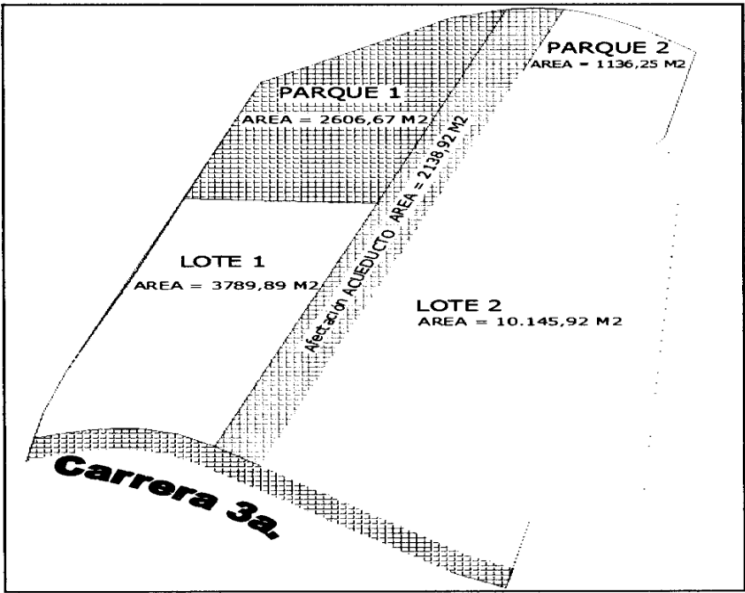 PARQUE 2
AREA = 1136,25 M2
PARQUE 1
AREA = 2606,67 M2
Afectación ACUEDUCTO AREA = 2138,92 M2
LOTE 1
AREA = 3789,89 M2
LOTE 2
AREA = 10.145,92 M2
Carrera 3a.